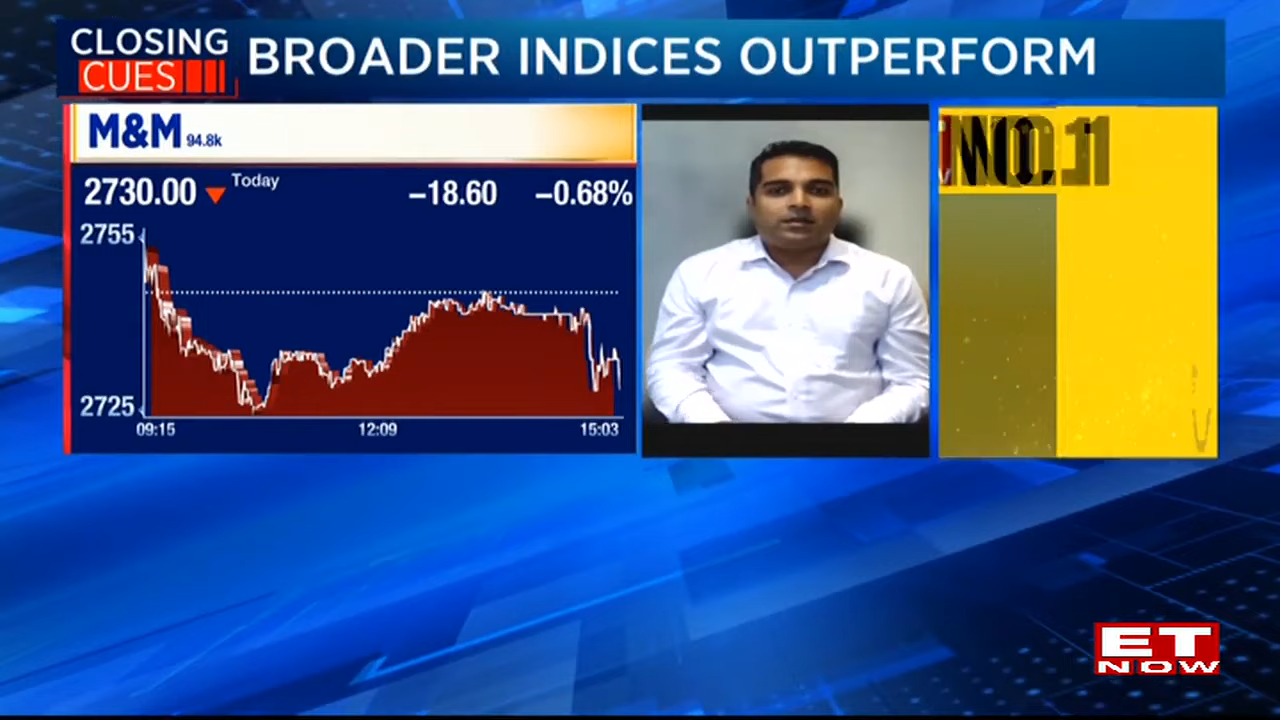 CLOSING
CUES
BROADER INDICES OUTPERFORM
M&M 94.8k
2730.00 ▼ Today −18.60 −0.68%
2755
2725
09:15 12:09 15:03
ET
NOW